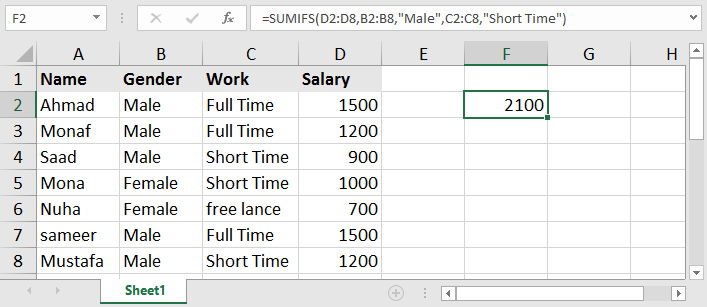 F2 =SUMIFS(D2:D8,B2:B8,"Male",C2:C8,"Short Time")
A B C D E F G H
1 Name Gender Work Salary
2 Ahmad Male Full Time 1500 2100
3 Monaf Male Full Time 1200
4 Saad Male Short Time 900
5 Mona Female Short Time 1000
6 Nuha Female free lance 700
7 sameer Male Full Time 1500
8 Mustafa Male Short Time 1200
Sheet1